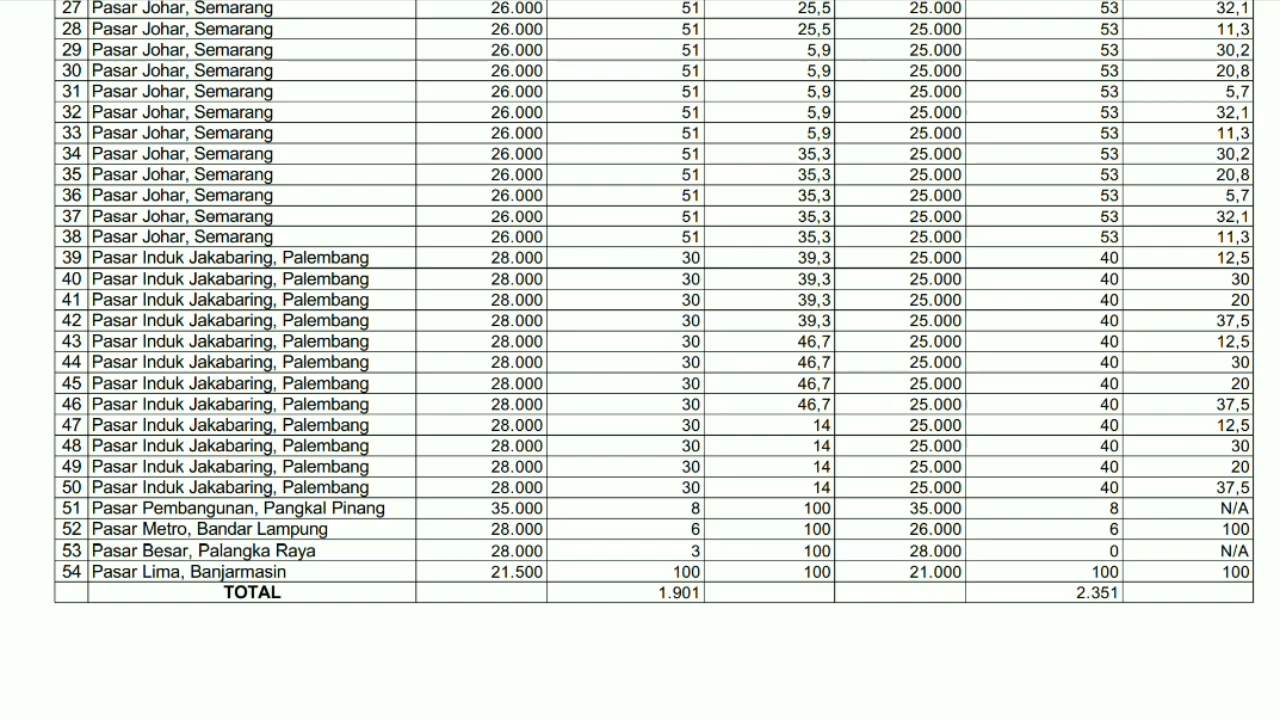 27 Pasar Johar, Semarang 26.000 51 25,5 25.000 53 32,1
28 Pasar Johar, Semarang 26.000 51 25,5 25.000 53 11,3
29 Pasar Johar, Semarang 26.000 51 5,9 25.000 53 30,2
30 Pasar Johar, Semarang 26.000 51 5,9 25.000 53 20,8
31 Pasar Johar, Semarang 26.000 51 5,9 25.000 53 5,7
32 Pasar Johar, Semarang 26.000 51 5,9 25.000 53 32,1
33 Pasar Johar, Semarang 26.000 51 5,9 25.000 53 11,3
34 Pasar Johar, Semarang 26.000 51 35,3 25.000 53 30,2
35 Pasar Johar, Semarang 26.000 51 35,3 25.000 53 20,8
36 Pasar Johar, Semarang 26.000 51 35,3 25.000 53 5,7
37 Pasar Johar, Semarang 26.000 51 35,3 25.000 53 32,1
38 Pasar Johar, Semarang 26.000 51 35,3 25.000 53 11,3
39 Pasar Induk Jakabaring, Palembang 28.000 30 39,3 25.000 40 12,5
40 Pasar Induk Jakabaring, Palembang 28.000 30 39,3 25.000 40 30
41 Pasar Induk Jakabaring, Palembang 28.000 30 39,3 25.000 40 20
42 Pasar Induk Jakabaring, Palembang 28.000 30 39,3 25.000 40 37,5
43 Pasar Induk Jakabaring, Palembang 28.000 30 46,7 25.000 40 12,5
44 Pasar Induk Jakabaring, Palembang 28.000 30 46,7 25.000 40 30
45 Pasar Induk Jakabaring, Palembang 28.000 30 46,7 25.000 40 20
46 Pasar Induk Jakabaring, Palembang 28.000 30 46,7 25.000 40 37,5
47 Pasar Induk Jakabaring, Palembang 28.000 30 14 25.000 40 12,5
48 Pasar Induk Jakabaring, Palembang 28.000 30 14 25.000 40 30
49 Pasar Induk Jakabaring, Palembang 28.000 30 14 25.000 40 20
50 Pasar Induk Jakabaring, Palembang 28.000 30 14 25.000 40 37,5
51 Pasar Pembangunan, Pangkal Pinang 35.000 8 100 35.000 8 N/A
52 Pasar Metro, Bandar Lampung 28.000 6 100 26.000 6 100
53 Pasar Besar, Palangka Raya 28.000 3 100 28.000 0 N/A
54 Pasar Lima, Banjarmasin 21.500 100 100 21.000 100 100
TOTAL 1.901 2.351